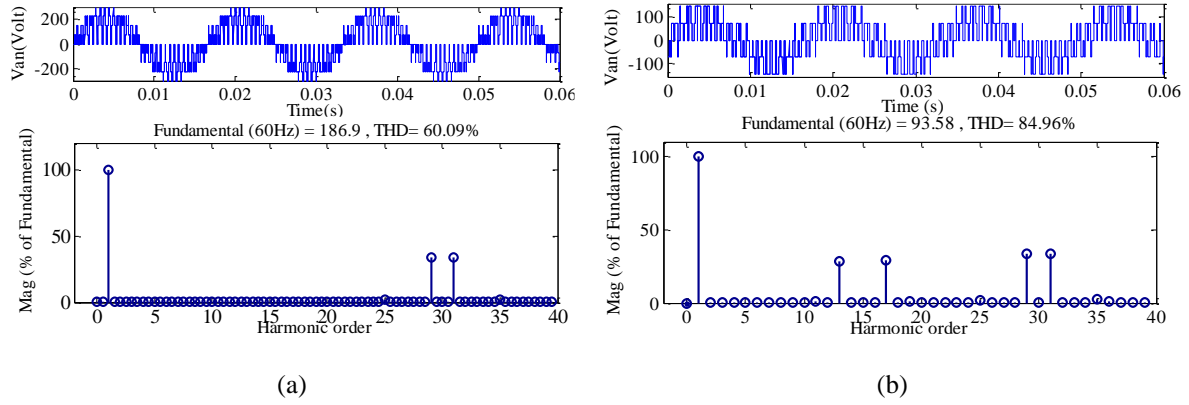 Van(Volt)
200
0
-200
0 0.01 0.02 0.03 0.04 0.05 0.06
Time(s)
Fundamental (60Hz) = 186.9 , THD= 60.09%
Mag (% of Fundamental)
100
50
0
0 5 10 15 20 25 30 35 40
Harmonic order
(a)
Van(Volt)
100
0
-100
0 0.01 0.02 0.03 0.04 0.05 0.06
Time (s)
Fundamental (60Hz) = 93.58 , THD= 84.96%
Mag (% of Fundamental)
100
50
0
0 5 10 15 20 25 30 35 40
Harmonic order
(b)